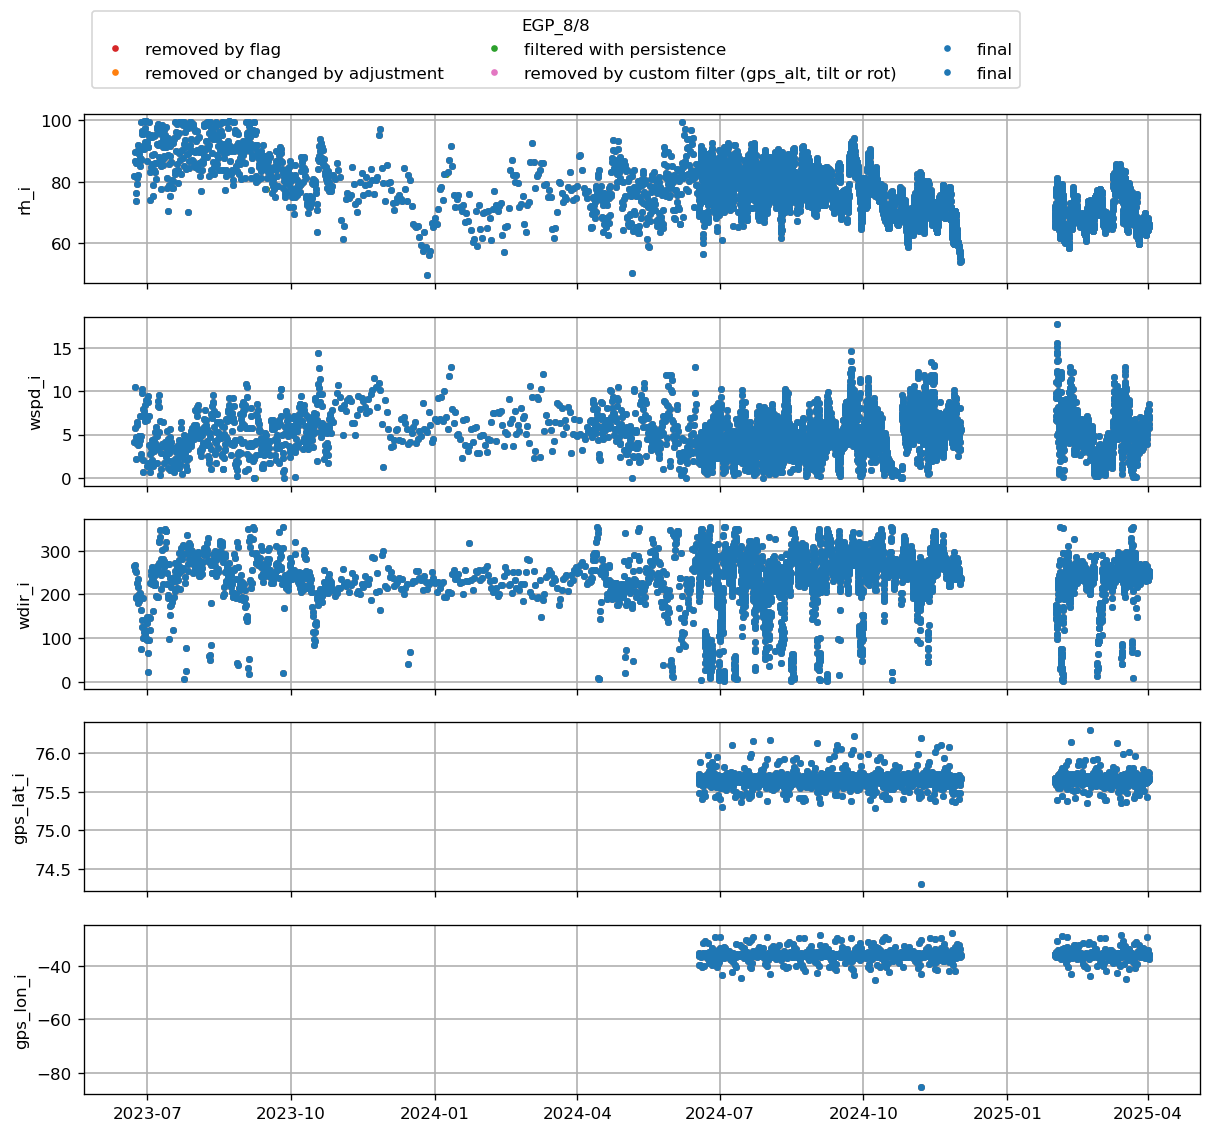 EGP_8/8
removed by flag
filtered with persistence
final
removed or changed by adjustment
removed by custom filter (gps_alt, tilt or rot)
final
100
80
60
rh_i
15
10
5
0
wspd_i
300
200
100
0
wdir_i
76.0
75.5
75.0
74.5
gps_lat_i
−40
−60
−80
gps_lon_i
2023-07
2023-10
2024-01
2024-04
2024-07
2024-10
2025-01
2025-04